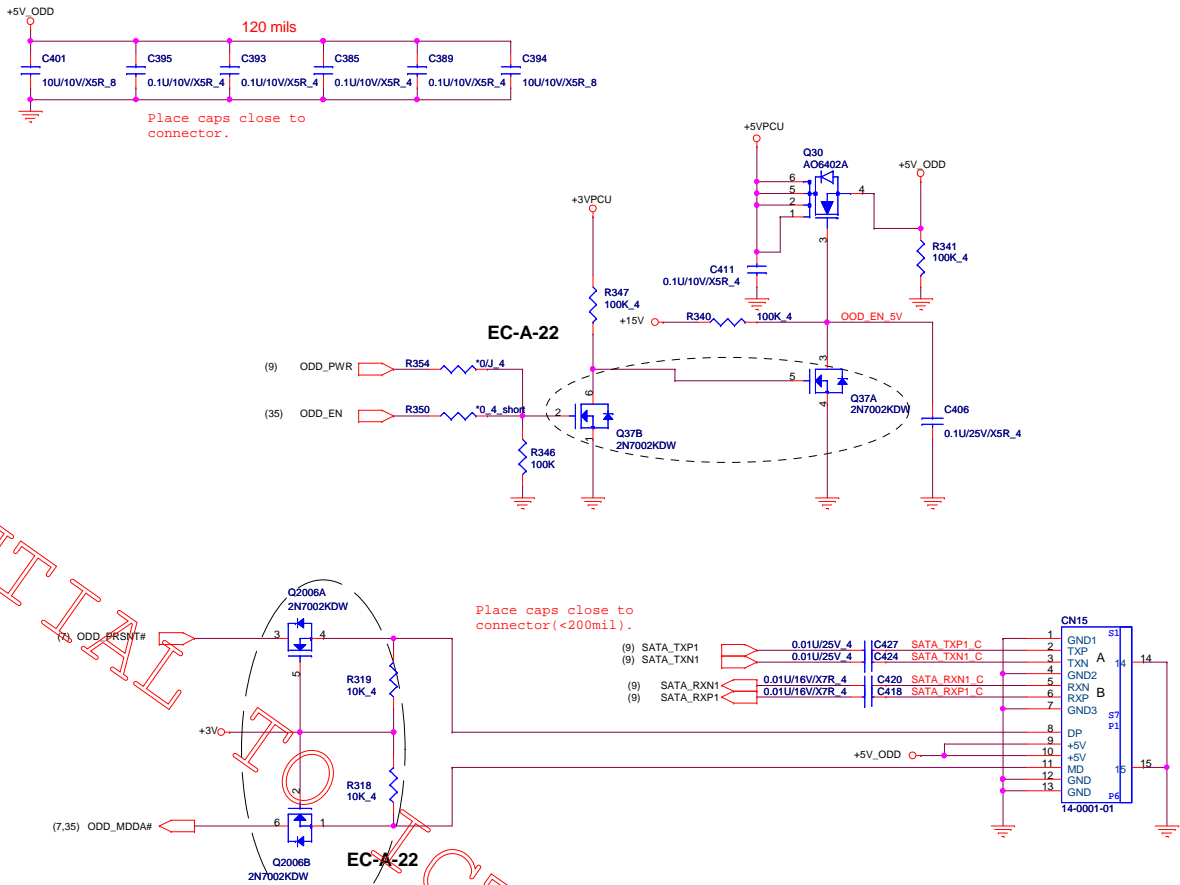 +5V_ODD
120 mils
C401
10U/10V/X5R_8
C395
0.1U/10V/X5R_4
C393
0.1U/10V/X5R_4
C385
0.1U/10V/X5R_4
C389
0.1U/10V/X5R_4
C394
10U/10V/X5R_8
Place caps close to
connector.
+5VPCU
Q30
AO6402A
6
5
2
1
4
3
+5V_ODD
R341
100K_4
C411
0.1U/10V/X5R_4
+3VPCU
R347
100K_4
+15V
R340
100K_4
OOD_EN_5V
EC-A-22
(9) ODD_PWR
R354
*0/J_4
(35) ODD_EN
R350
*0_4_short
2
6
1
Q37B
2N7002KDW
R346
100K
5
3
4
Q37A
2N7002KDW
C406
0.1U/25V/X5R_4
Q2006A
2N7002KDW
(7) ODD_PRSNT#
3
4
5
R319
10K_4
+3V
R318
10K_4
2
(7,35) ODD_MDDA#
6
1
Q2006B
2N7002KDW
EC-A-22
Place caps close to
connector(<200mil).
(9) SATA_TXP1
0.01U/25V_4
C427
SATA_TXP1_C
(9) SATA_TXN1
0.01U/25V_4
C424
SATA_TXN1_C
(9) SATA_RXN1
0.01U/16V/X7R_4
C420
SATA_RXN1_C
(9) SATA_RXP1
0.01U/16V/X7R_4
C418
SATA_RXP1_C
+5V_ODD
CN15
1 GND1 S1
2 TXP
3 TXN A 14 14
4 GND2
5 RXN B
6 RXP
7 GND3 S7
P1
8 DP
9 +5V
10 +5V
11 MD 15 15
12 GND
13 GND P6
14-0001-01
TO